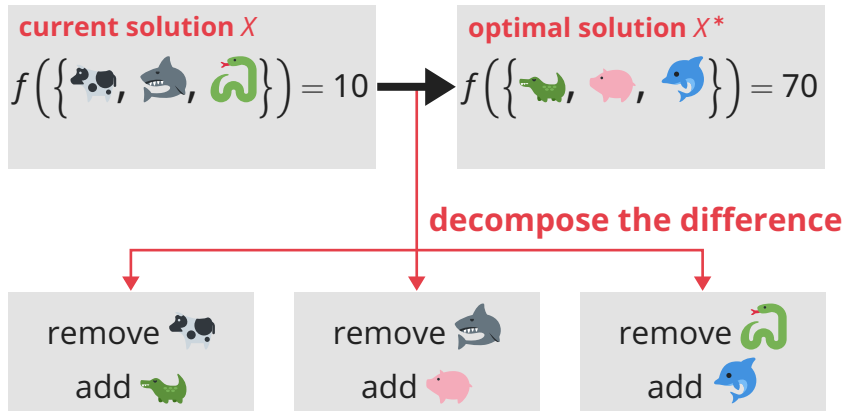 current solution X
f({🐄, 🦈, 🐍}) = 10
optimal solution X*
f({🐊, 🐖, 🐬}) = 70
decompose the difference
remove 🐄
add 🐊
remove 🦈
add 🐖
remove 🐍
add 🐬